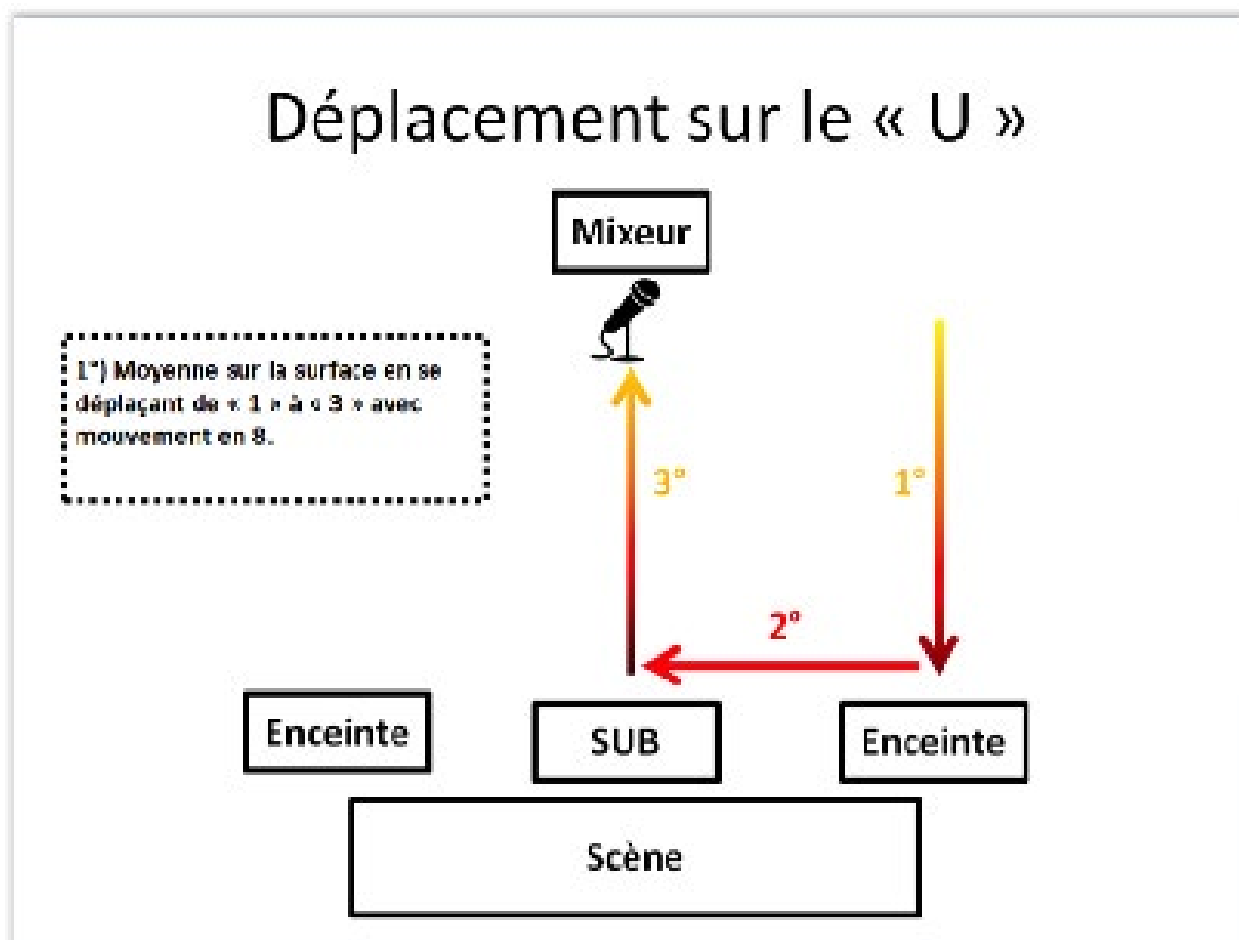 Déplacement sur le « U »
Mixeur
1°) Moyenne sur la surface en se
déplaçant de « 1 » à « 3 » avec
mouvement en 8.
3°
1°
2°
Enceinte
SUB
Enceinte
Scène